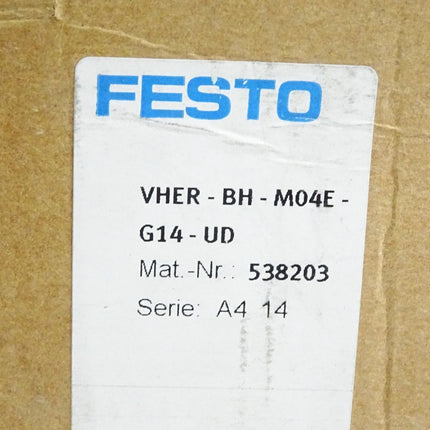 FESTO
VHER - BH - M04E -
G14 - UD
Mat.-Nr.: 538203
Serie: A4 14